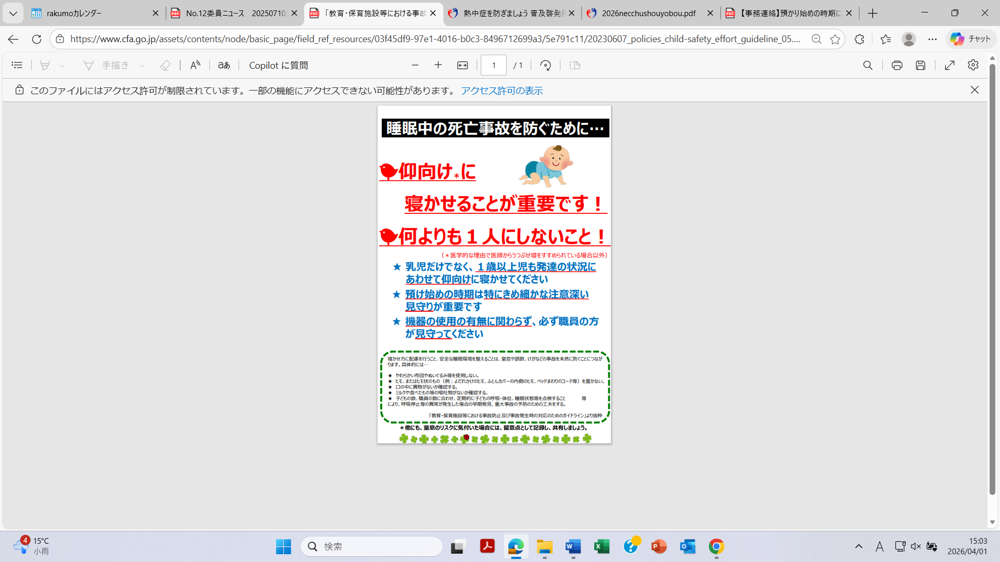 rakumoカレンダー
No.12委員ニュース 20250710.
「教育・保育施設等における事故
熱中症を防ぎましょう 普及啓発用
2026necchushouyobou.pdf
【事務連絡】預かり始めの時期に
https://www.cfa.go.jp/assets/contents/node/basic_page/field_ref_resources/03f45df9-97e1-4016-b0c3-8496712699a3/5e791c11/20230607_policies_child-safety_effort_guideline_05....
チャット
手描き
aあ
Copilot に質問
1 / 1
このファイルにはアクセス許可が制限されています。一部の機能にアクセスできない可能性があります。 アクセス許可の表示
睡眠中の死亡事故を防ぐために…
仰向け＊に
寝かせることが重要です！
何よりも１人にしないこと！
（＊医学的な理由で医師からうつぶせ寝をすすめられている場合以外）
★ 乳児だけでなく、１歳以上児も発達の状況に
あわせて仰向けに寝かせてください
★ 預け始めの時期は特にきめ細かな注意深い
見守りが重要です
★ 機器の使用の有無に関わらず、必ず職員の方
が見守ってください
寝かせ方に配慮を行うこと、安全な睡眠環境を整えることは、窒息や誤飲、けがなどの事故を未然に防ぐことにつなが
ります。具体的には…
★ やわらかい布団やぬいぐるみ等を使用しない。
★ ヒモ、またはヒモ状のもの（例：よだれかけのヒモ、ふとんカバーの内側のヒモ、ベッドまわりのコード等）を置かない。
★ 口の中に異物がないか確認する。
★ ミルクや食べたもの等の嘔吐物がないか確認する。
★ 子どもの数、職員の数に合わせ、定期的に子どもの呼吸・体位、睡眠状態等を点検すること 等
により、呼吸停止等の異常が発生した場合の早期発見、重大事故の予防のための工夫をする。
「教育・保育施設等における事故防止及び事故発生時の対応のためのガイドライン」より抜粋
＊他にも、窒息のリスクに気付いた場合には、留意点として記録し、共有しましょう。
4
15°C
小雨
検索
A
15:03
2026/04/01